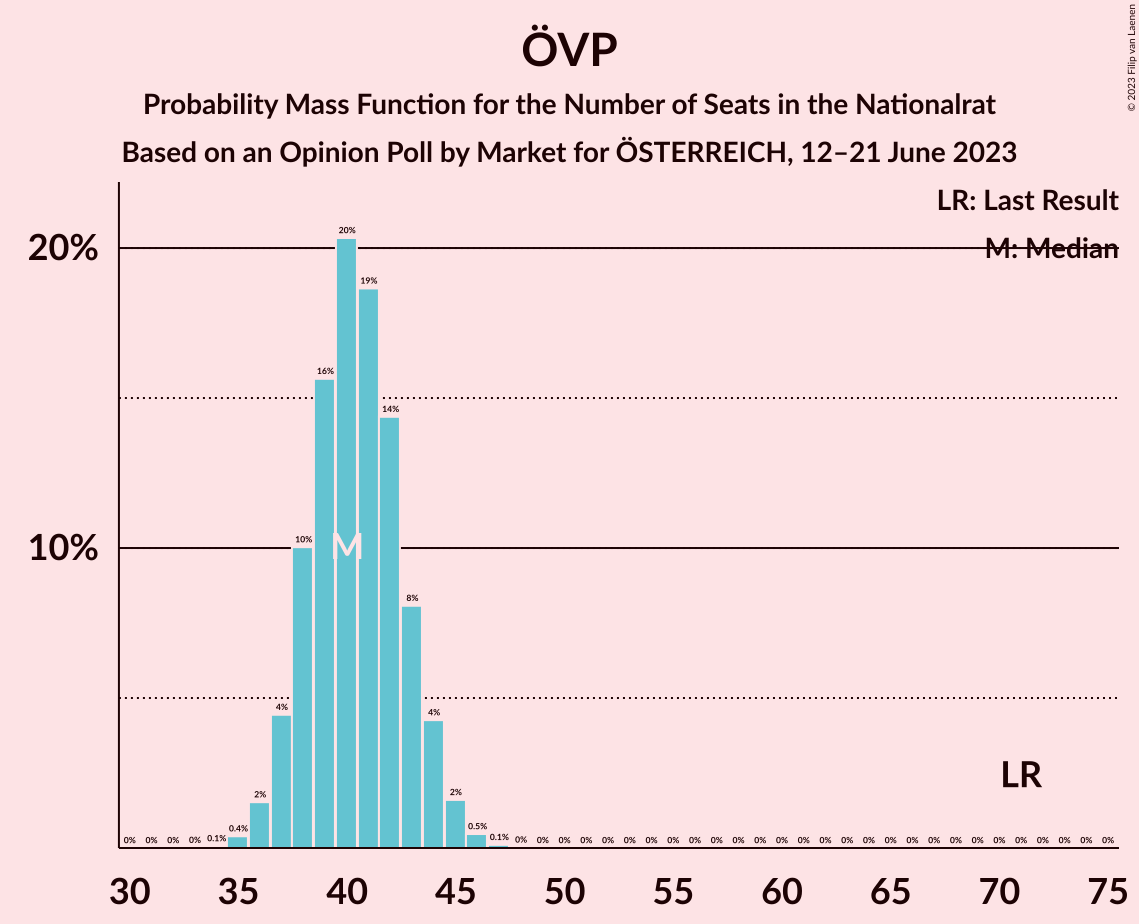 ÖVP
Probability Mass Function for the Number of Seats in the Nationalrat
Based on an Opinion Poll by Market for ÖSTERREICH, 12–21 June 2023
© 2023 Filip van Laenen
LR: Last Result
M: Median
20%
10%
0% 0% 0% 0% 0.1% 0.4% 2% 4% 10% 16% 20% 19% 14% 8% 4% 2% 0.5% 0.1% 0% 0% 0% 0% 0% 0% 0% 0% 0% 0% 0% 0% 0% 0% 0% 0% 0% 0% 0% 0% 0% 0% 0% 0% 0% 0% 0% 0%
M
LR
30 35 40 45 50 55 60 65 70 75